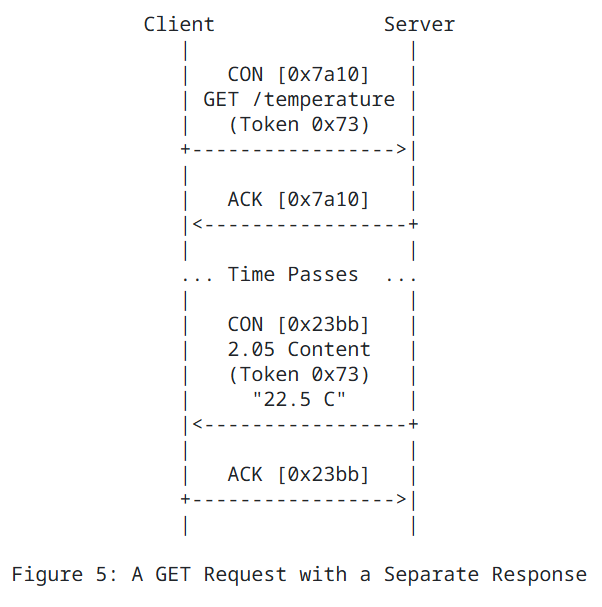 Client              Server
   |                   |
   |   CON [0x7a10]    |
   | GET /temperature  |
   |   (Token 0x73)    |
   +----------------->|
   |                   |
   |   ACK [0x7a10]    |
   |<------------------+
   |                   |
... Time Passes  ...
   |                   |
   |   CON [0x23bb]    |
   |   2.05 Content    |
   |   (Token 0x73)    |
   |     "22.5 C"      |
   |<------------------+
   |                   |
   |   ACK [0x23bb]    |
   +----------------->|
   |                   |
Figure 5: A GET Request with a Separate Response